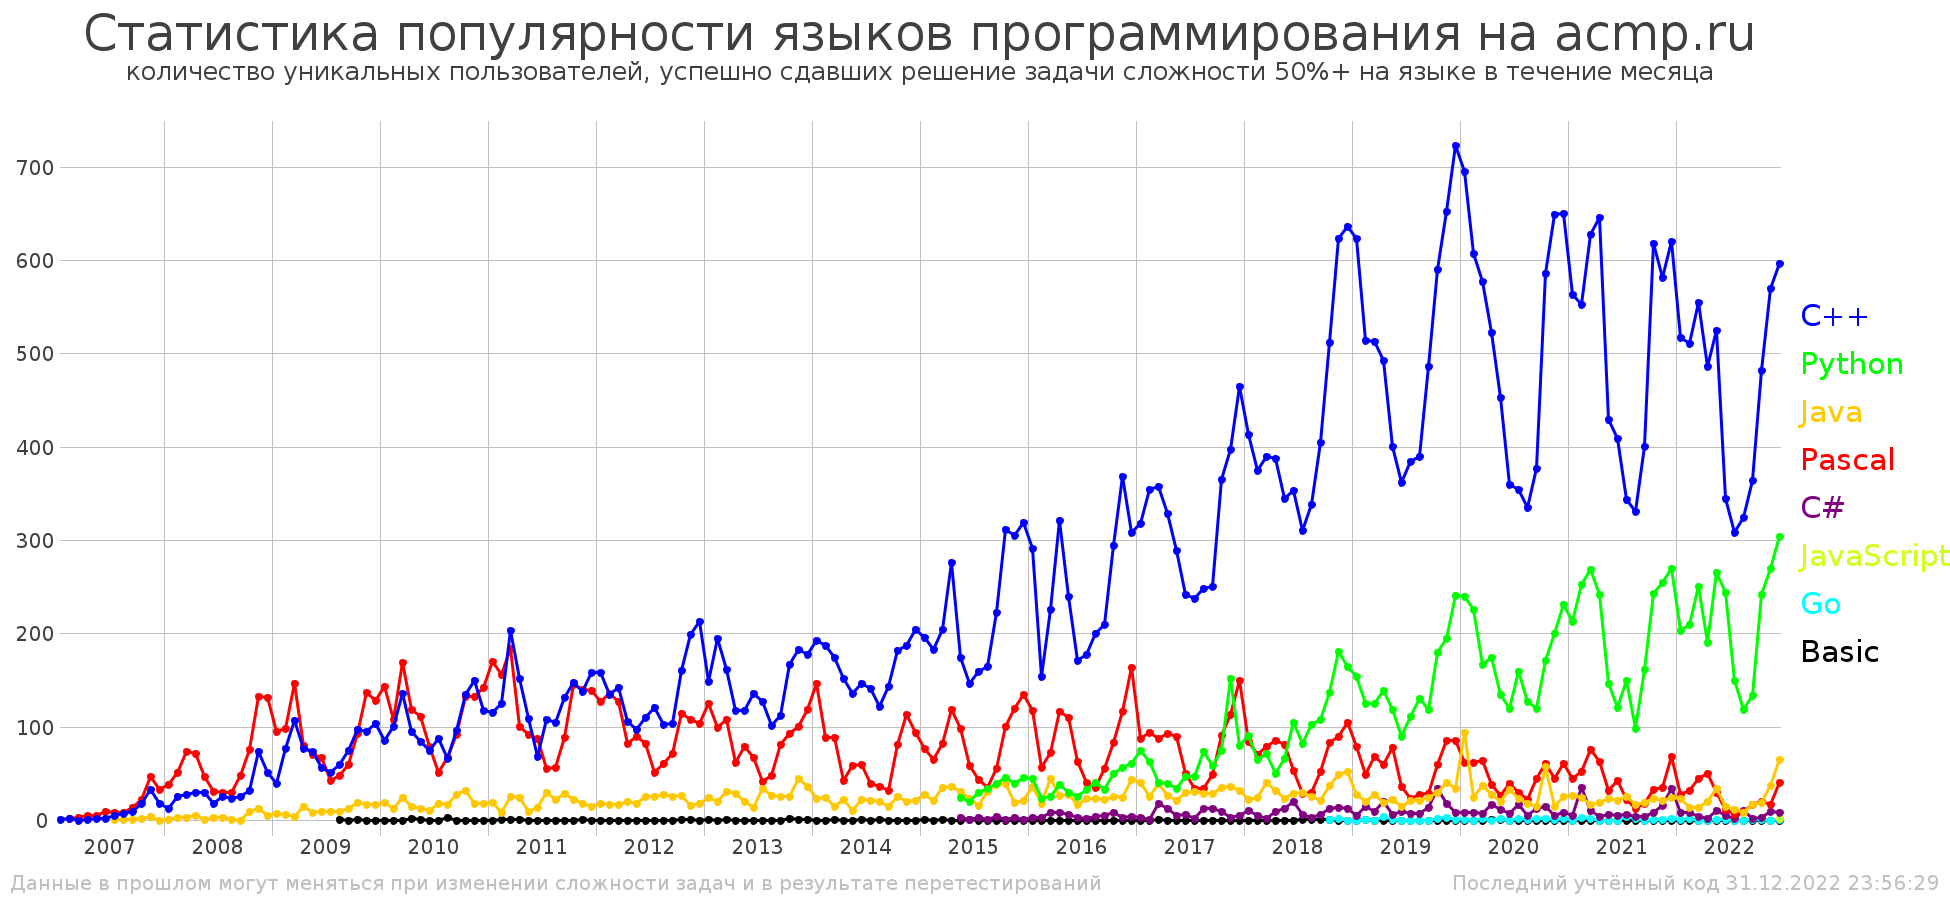 Статистика популярности языков программирования на acmp.ru
количество уникальных пользователей, успешно сдавших решение задачи сложности 50%+ на языке в течение месяца
700
600
500
400
300
200
100
0
C++
Python
Java
Pascal
C#
JavaScript
Go
Basic
2007 2008 2009 2010 2011 2012 2013 2014 2015 2016 2017 2018 2019 2020 2021 2022
Данные в прошлом могут меняться при изменении сложности задач и в результате перетестирований
Последний учтённый код 31.12.2022 23:56:29